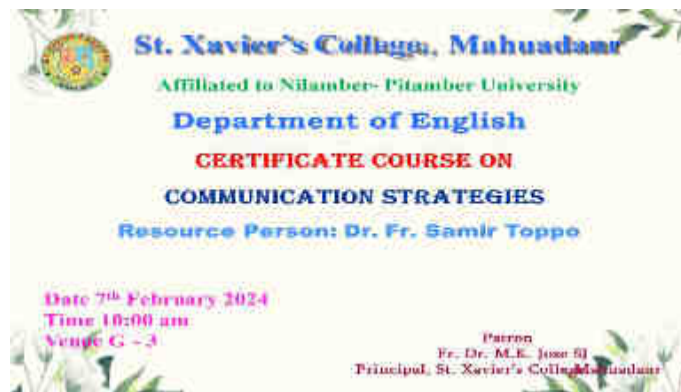 St. Xavier's College, Mahuadanr
Affiliated to Nilamber- Pitamber University
Department of English
CERTIFICATE COURSE ON
COMMUNICATION STRATEGIES
Resource Person: Dr. Fr. Samir Toppo
Date 7th February 2024
Time 10:00 am
Venue G - 3
Patron
Fr. Dr. M.K. Jose SJ
Principal, St. Xavier's College Mahuadanr